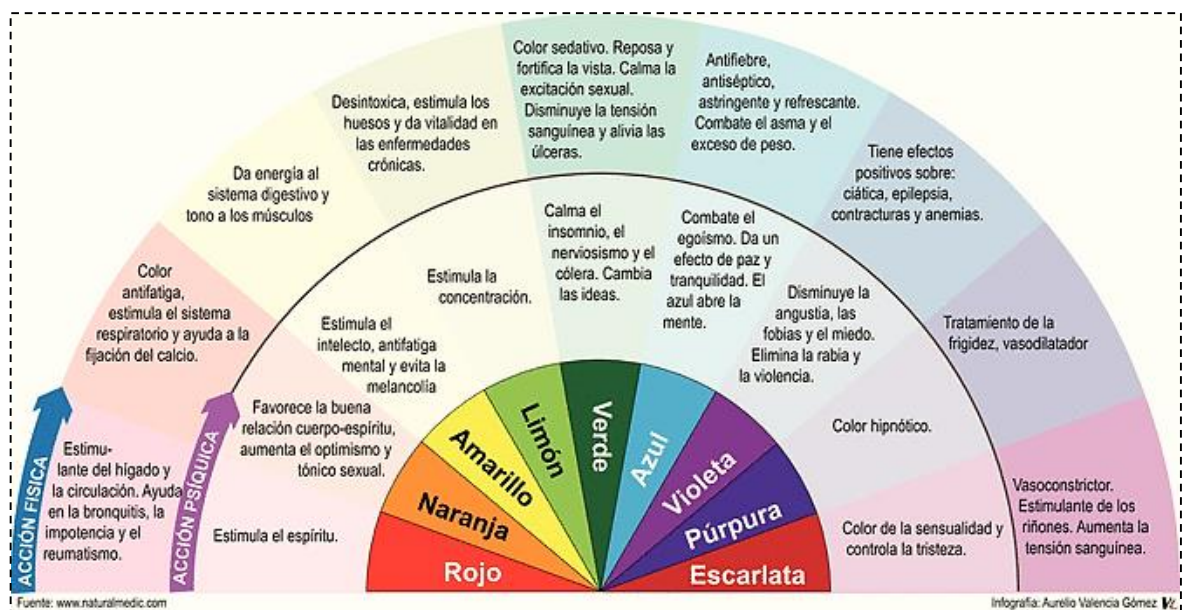 Estimu-
lante del hígado y
la circulación. Ayuda
en la bronquitis, la
impotencia y el
reumatismo.
Color
antifatiga,
estimula el sistema
respiratorio y ayuda a la
fijación del calcio.
Da energía al
sistema digestivo y
tono a los músculos
Desintoxica, estimula los
huesos y da vitalidad en
las enfermedades
crónicas.
Color sedativo. Reposa y
fortifica la vista. Calma la
excitación sexual.
Disminuye la tensión
sanguínea y alivia las
úlceras.
Antifiebre,
antiséptico,
astringente y refrescante.
Combate el asma y el
exceso de peso.
Tiene efectos
positivos sobre:
ciática, epilepsia,
contracturas y anemias.
Tratamiento de la
frigidez, vasodilatador
Vasoconstrictor.
Estimulante de los
riñones. Aumenta la
tensión sanguínea.
Estimula el espíritu.
Favorece la buena
relación cuerpo-espíritu,
aumenta el optimismo y
tónico sexual.
Estimula el
intelecto, antifatiga
mental y evita la
melancolía
Estimula la
concentración.
Calma el
insomnio, el
nerviosismo y el
cólera. Cambia
las ideas.
Combate el
egoísmo. Da un
efecto de paz y
tranquilidad. El
azul abre la
mente.
Disminuye la
angustia, las
fobias y el miedo.
Elimina la rabia y
la violencia.
Color hipnótico.
Color de la sensualidad y
controla la tristeza.
ACCIÓN FISICA
ACCIÓN PSÍQUICA
Rojo
Naranja
Amarillo
Limón
Verde
Azul
Violeta
Púrpura
Escarlata
Fuente: www.naturalmedic.com
Infografía: Aurelio Valencia Gómez